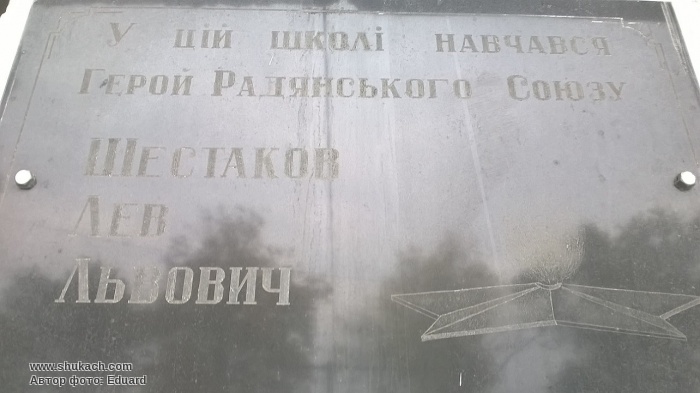 У цій школі навчався
Герой Радянського Союзу
Шестаков
Лев
Львович
www.shukach.com
Автор фото: Eduard